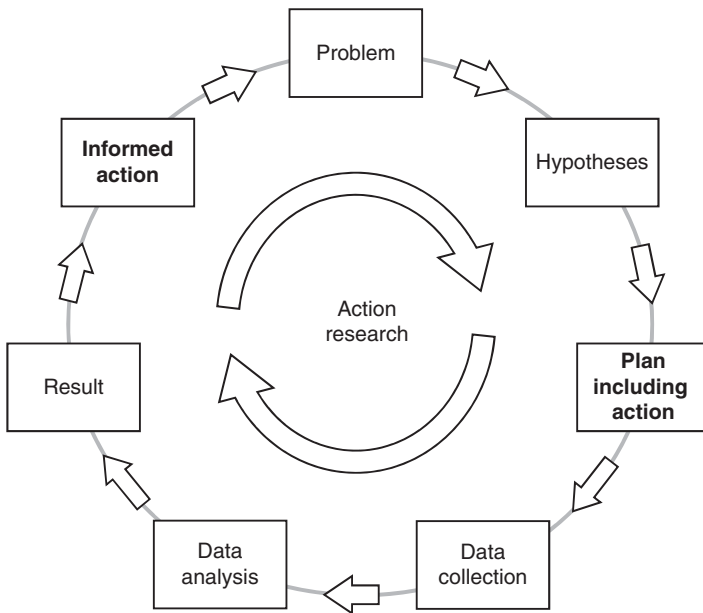 Problem
Hypotheses
Plan
including
action
Data
collection
Data
analysis
Result
Informed
action
Action
research